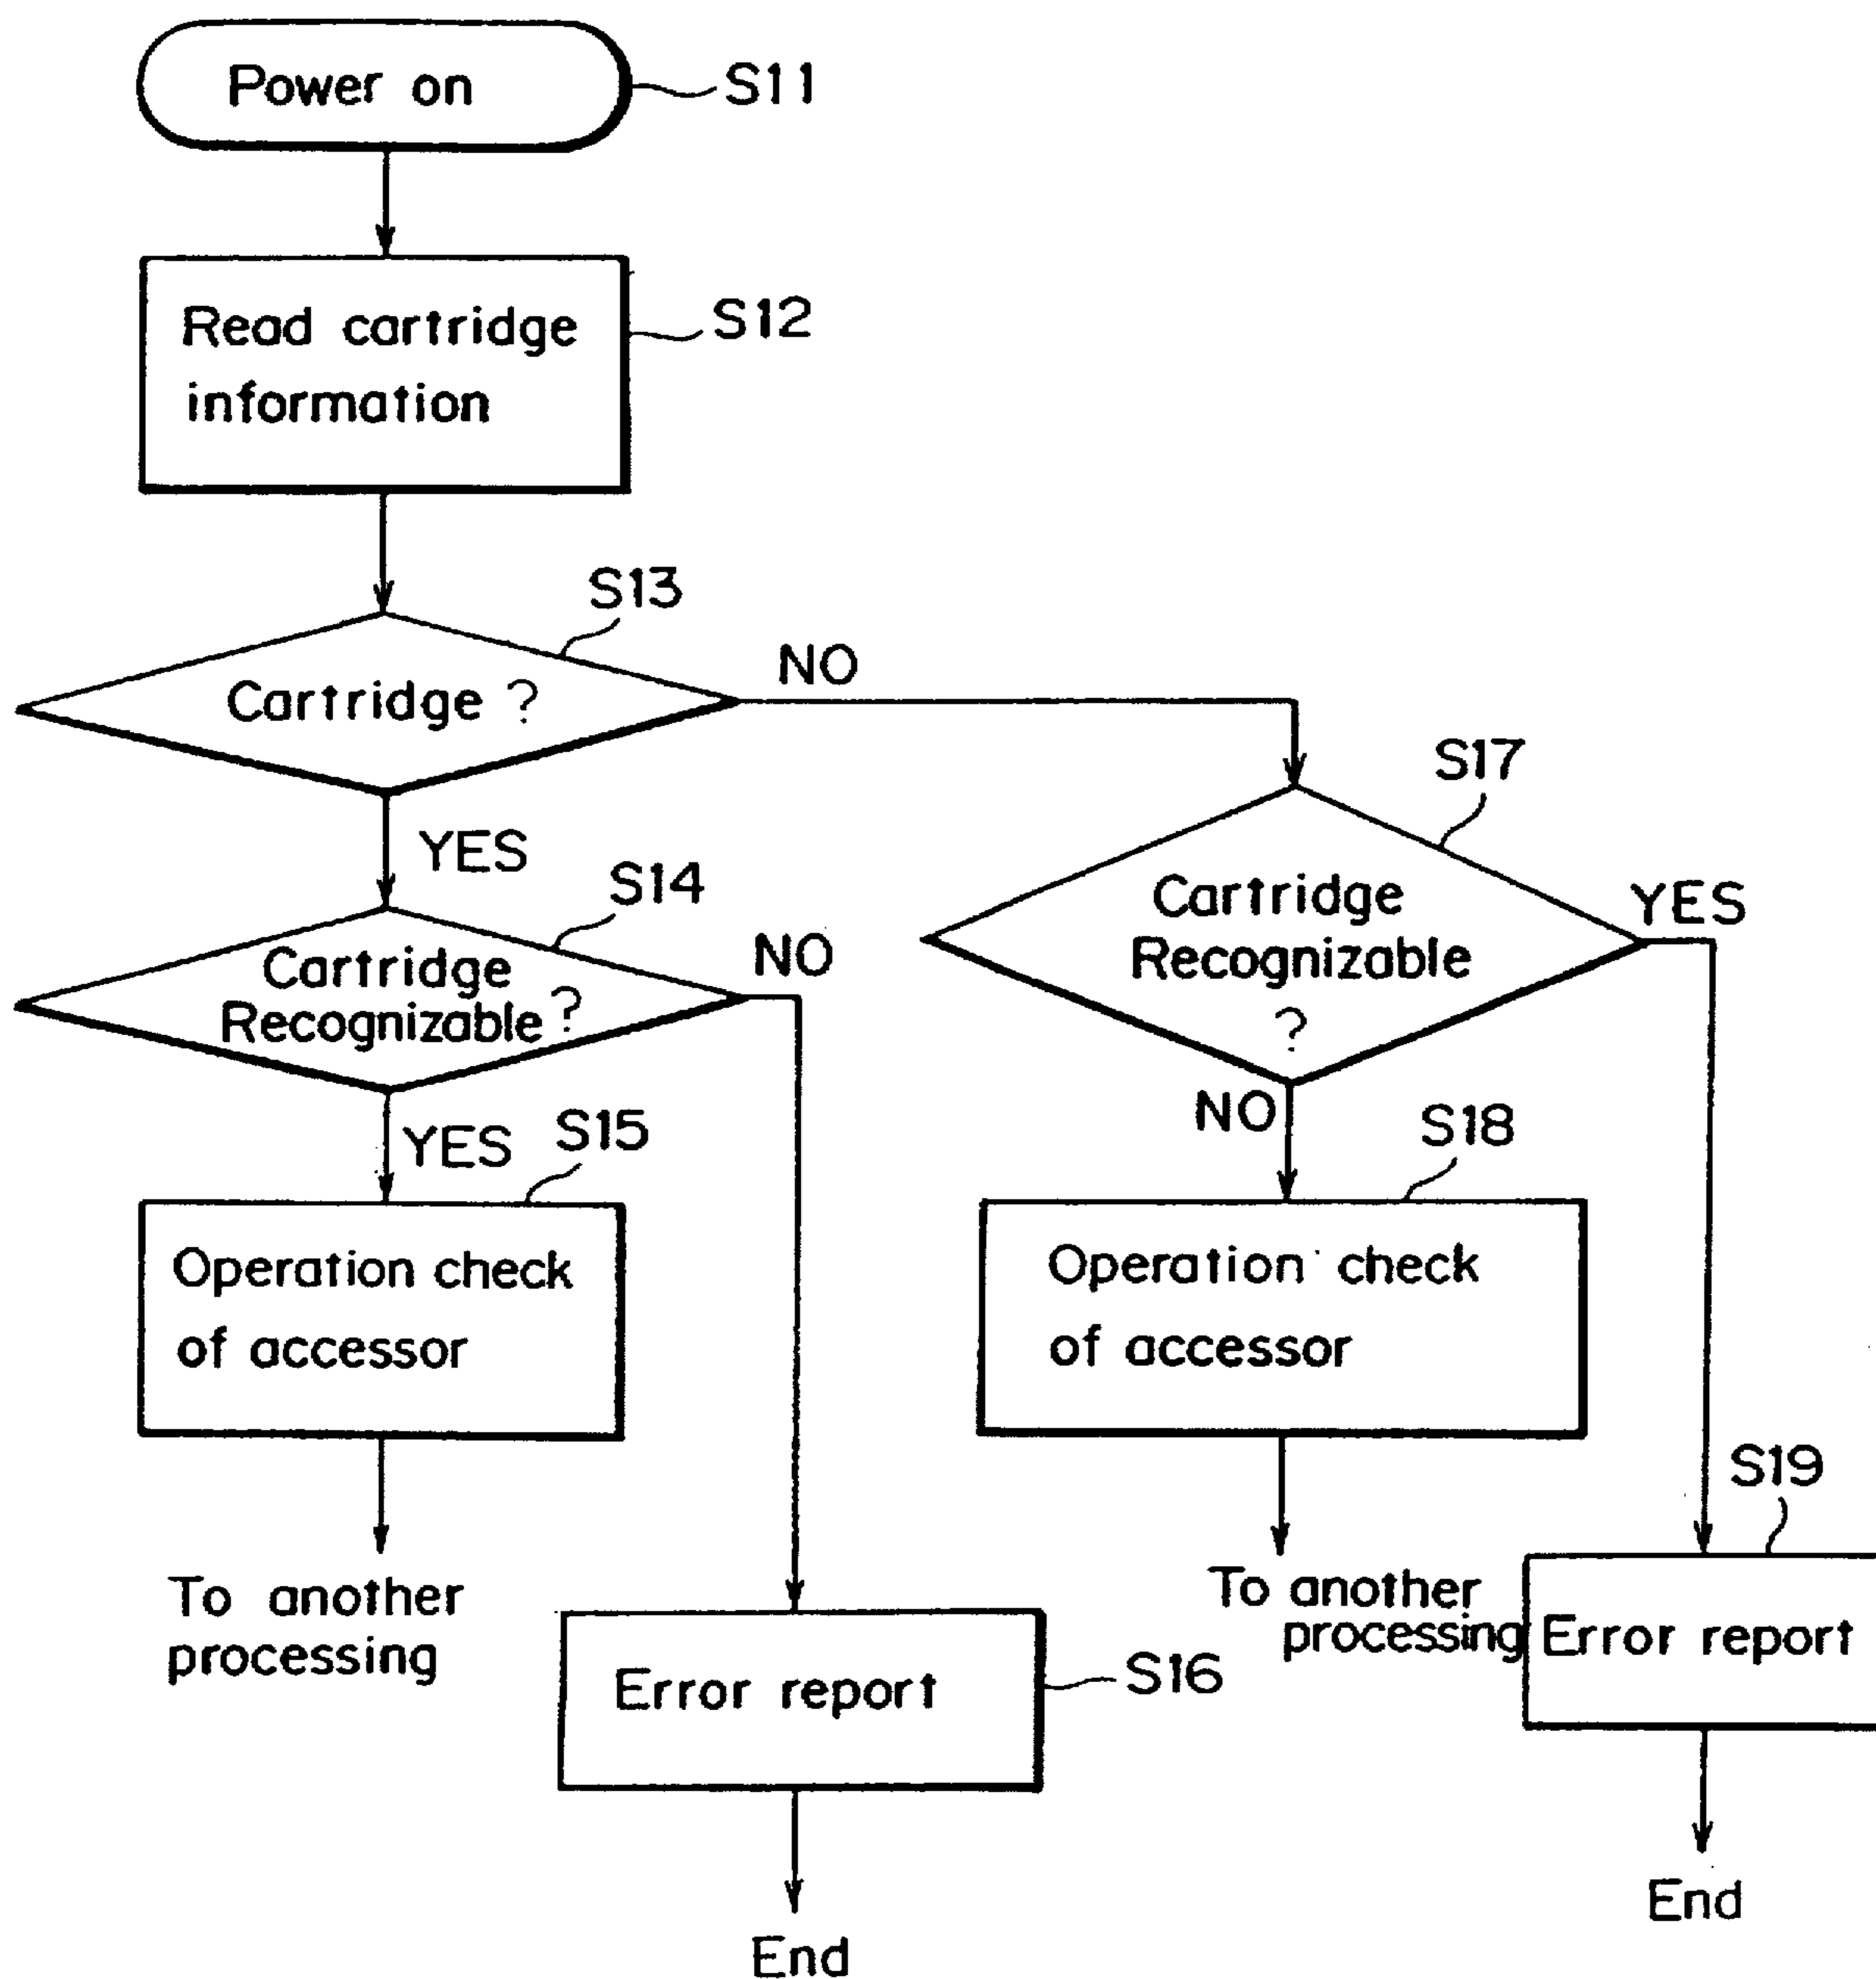 Power on
S11
Read cartridge
information
S12
S13
Cartridge ?
NO
YES
S17
Cartridge
Recognizable
?
YES
NO
S14
Cartridge
Recognizable ?
NO
YES
S15
Operation check
of accessor
S18
Operation check
of accessor
To another
processing
To another
processing
S19
Error report
S16
Error report
End
End